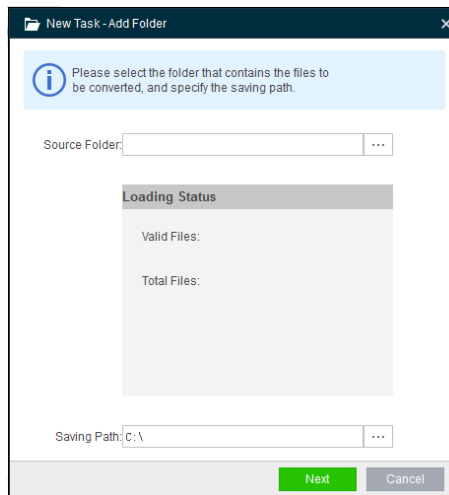 New Task - Add Folder
Please select the folder that contains the files to
be converted, and specify the saving path.
Source Folder:
...
Loading Status
Valid Files:
Total Files:
Saving Path: C:\
...
Next Cancel